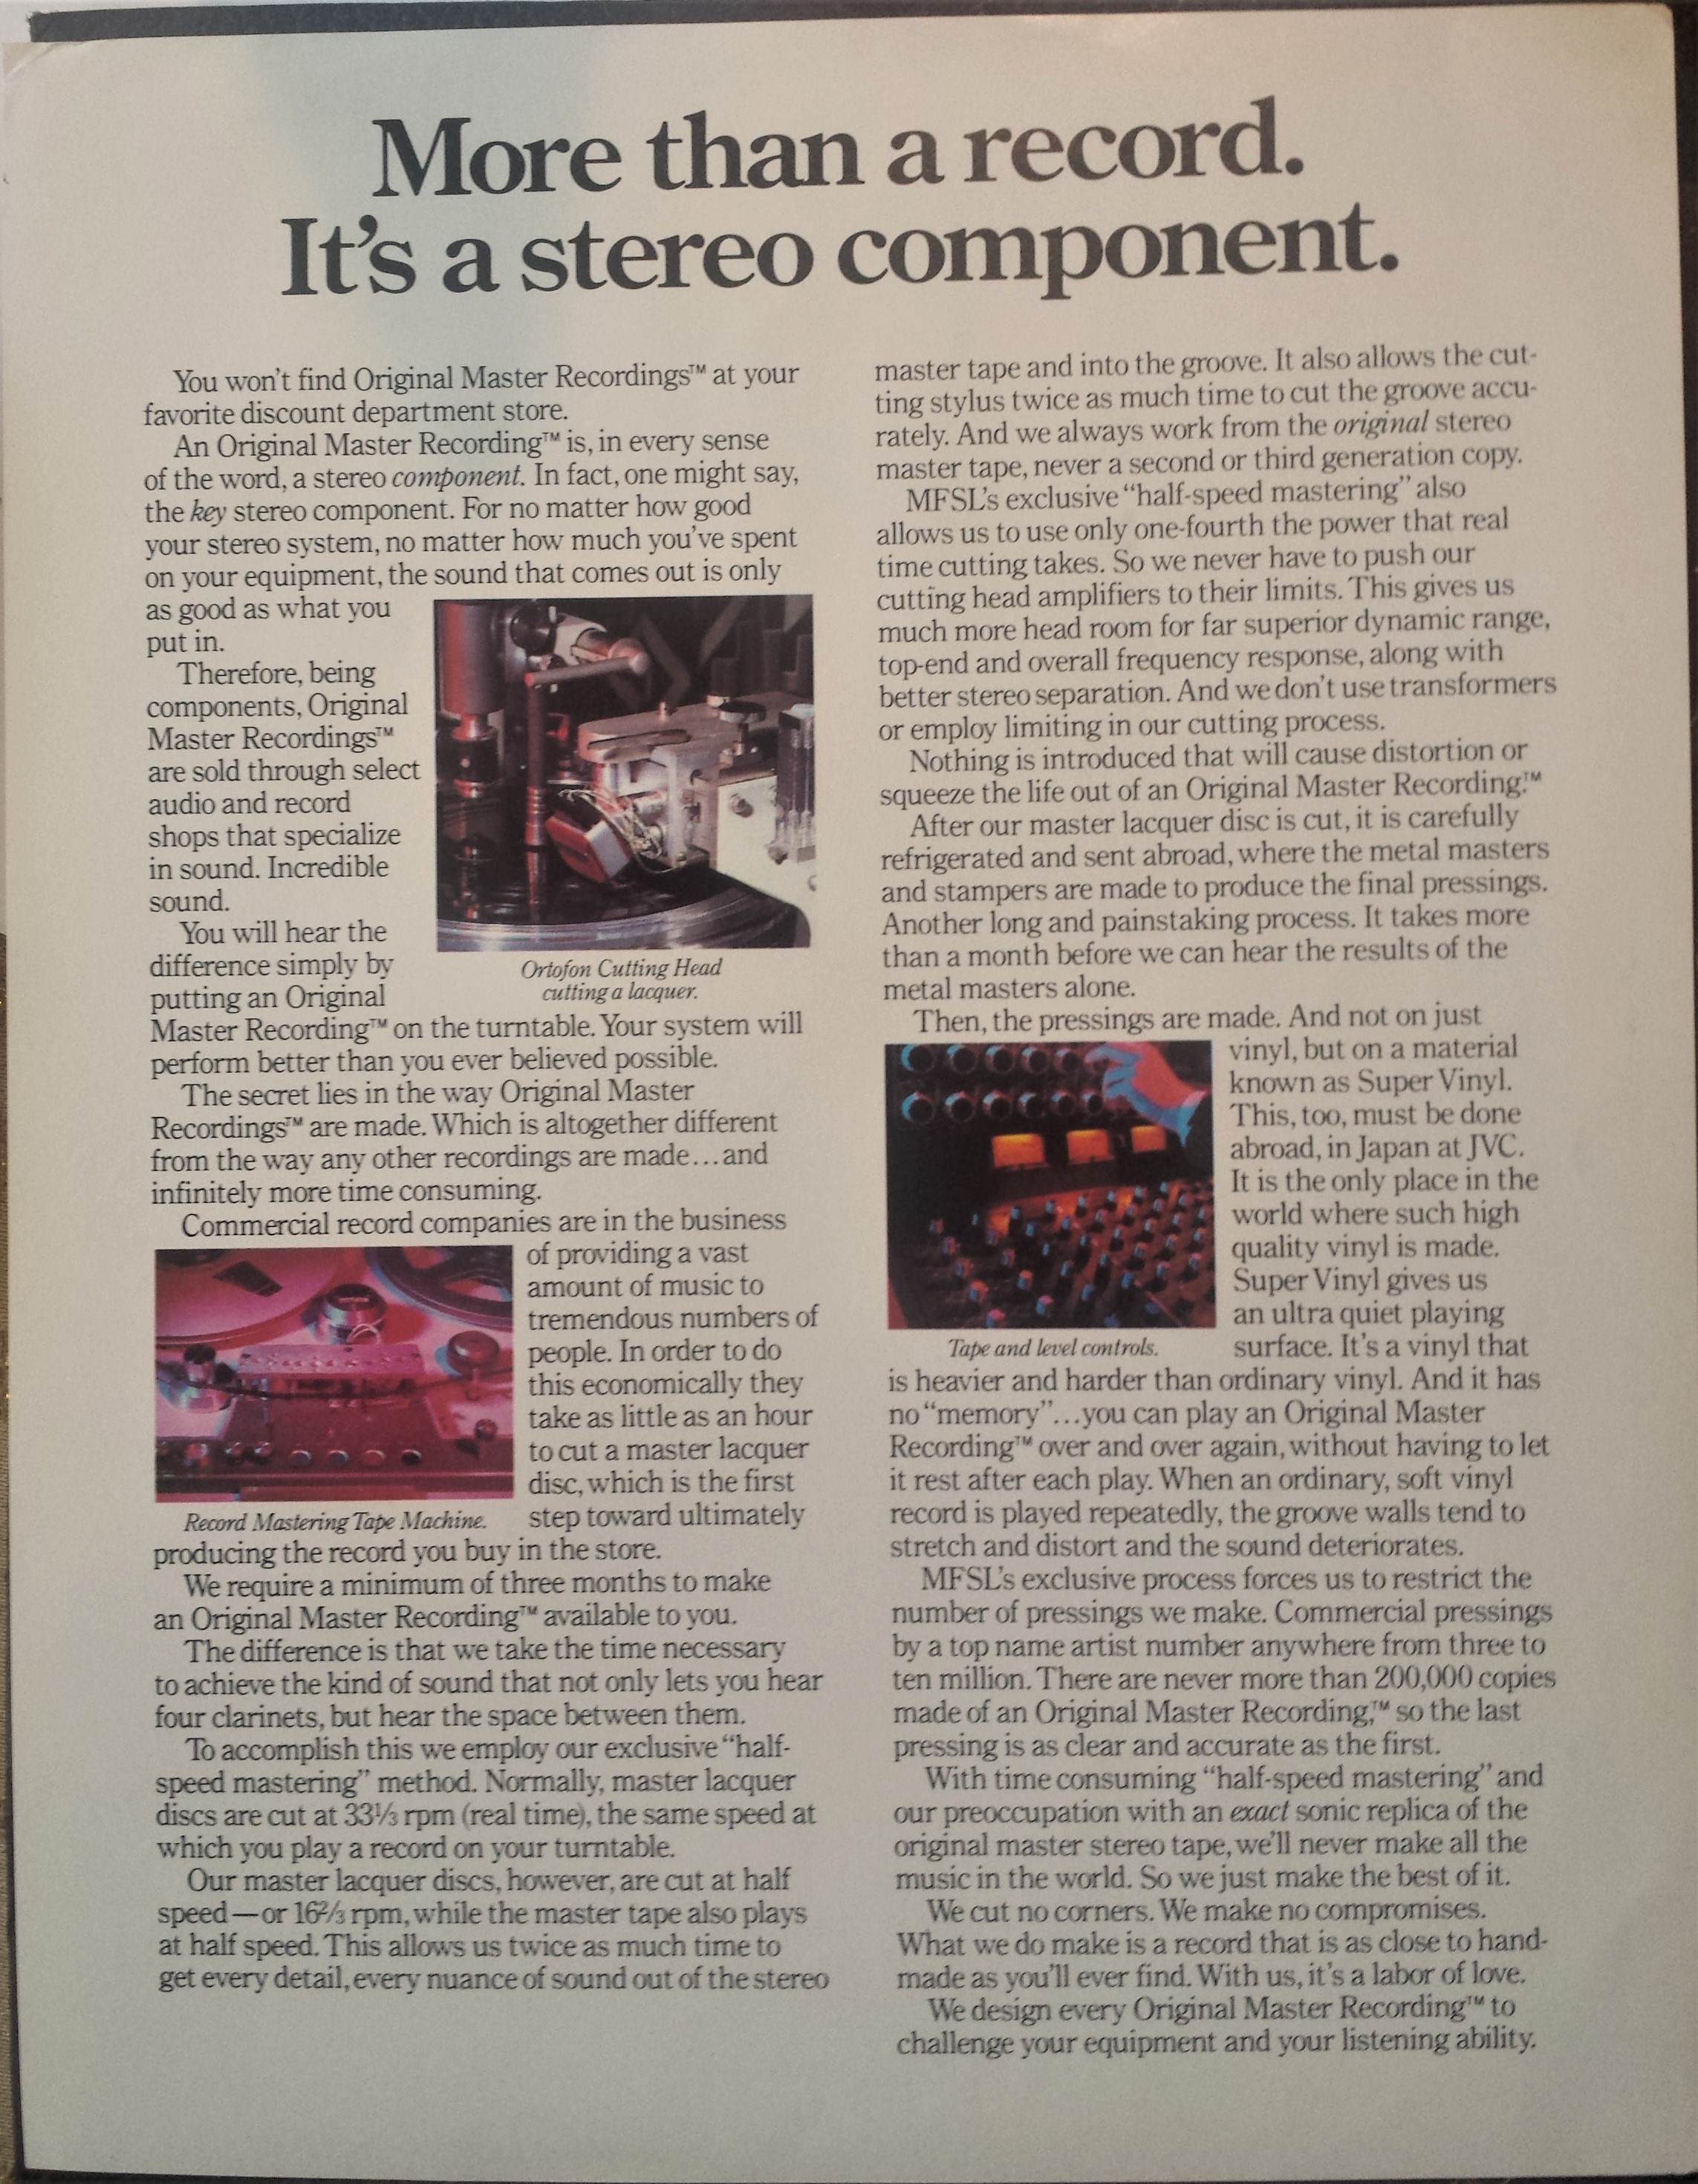 More than a record.
It's a stereo component.
You won't find Original Master Recordings™ at your
favorite discount department store.
An Original Master Recording™ is, in every sense
of the word, a stereo component. In fact, one might say,
the key stereo component. For no matter how good
your stereo system, no matter how much you've spent
on your equipment, the sound that comes out is only
as good as what you
put in.
Therefore, being
components, Original
Master Recordings™
are sold through select
audio and record
shops that specialize
in sound. Incredible
sound.
You will hear the
difference simply by
putting an Original
Ortofon Cutting Head
cutting a lacquer.
Master Recording™ on the turntable. Your system will
perform better than you ever believed possible.
The secret lies in the way Original Master
Recordings™ are made. Which is altogether different
from the way any other recordings are made...and
infinitely more time consuming.
Commercial record companies are in the business
of providing a vast
amount of music to
tremendous numbers of
people. In order to do
this economically they
take as little as an hour
to cut a master lacquer
disc, which is the first
step toward ultimately
Record Mastering Tape Machine.
producing the record you buy in the store.
We require a minimum of three months to make
an Original Master Recording™ available to you.
The difference is that we take the time necessary
to achieve the kind of sound that not only lets you hear
four clarinets, but hear the space between them.
To accomplish this we employ our exclusive "half-
speed mastering" method. Normally, master lacquer
discs are cut at 33⅓ rpm (real time), the same speed at
which you play a record on your turntable.
Our master lacquer discs, however, are cut at half
speed—or 16⅔ rpm, while the master tape also plays
at half speed. This allows us twice as much time to
get every detail, every nuance of sound out of the stereo
master tape and into the groove. It also allows the cut-
ting stylus twice as much time to cut the groove accu-
rately. And we always work from the original stereo
master tape, never a second or third generation copy.
MFSL's exclusive "half-speed mastering" also
allows us to use only one-fourth the power that real
time cutting takes. So we never have to push our
cutting head amplifiers to their limits. This gives us
much more head room for far superior dynamic range,
top-end and overall frequency response, along with
better stereo separation. And we don't use transformers
or employ limiting in our cutting process.
Nothing is introduced that will cause distortion or
squeeze the life out of an Original Master Recording.™
After our master lacquer disc is cut, it is carefully
refrigerated and sent abroad, where the metal masters
and stampers are made to produce the final pressings.
Another long and painstaking process. It takes more
than a month before we can hear the results of the
metal masters alone.
Then, the pressings are made. And not on just
vinyl, but on a material
known as Super Vinyl.
This, too, must be done
abroad, in Japan at JVC.
It is the only place in the
world where such high
quality vinyl is made.
Super Vinyl gives us
an ultra quiet playing
surface. It's a vinyl that
Tape and level controls.
is heavier and harder than ordinary vinyl. And it has
no "memory"...you can play an Original Master
Recording™ over and over again, without having to let
it rest after each play. When an ordinary, soft vinyl
record is played repeatedly, the groove walls tend to
stretch and distort and the sound deteriorates.
MFSL's exclusive process forces us to restrict the
number of pressings we make. Commercial pressings
by a top name artist number anywhere from three to
ten million. There are never more than 200,000 copies
made of an Original Master Recording,™ so the last
pressing is as clear and accurate as the first.
With time consuming "half-speed mastering" and
our preoccupation with an exact sonic replica of the
original master stereo tape, we'll never make all the
music in the world. So we just make the best of it.
We cut no corners. We make no compromises.
What we do make is a record that is as close to hand-
made as you'll ever find. With us, it's a labor of love.
We design every Original Master Recording™ to
challenge your equipment and your listening ability.